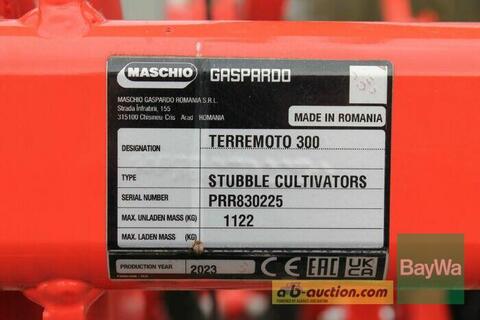 MASCHIO GASPARDO
MASCHIO GASPARDO ROMANIA S.R.L.
Strada Înfratirii, 155
315100 Chisineu Cris Arad ROMANIA
MADE IN ROMANIA
DESIGNATION TERREMOTO 300
TYPE STUBBLE CULTIVATORS
SERIAL NUMBER PRR830225
MAX. UNLADEN MASS (KG) 1122
MAX. LADEN MASS (KG)
PRODUCTION YEAR 2023 CE EAC UK CA
ab-auction.com
BayWa